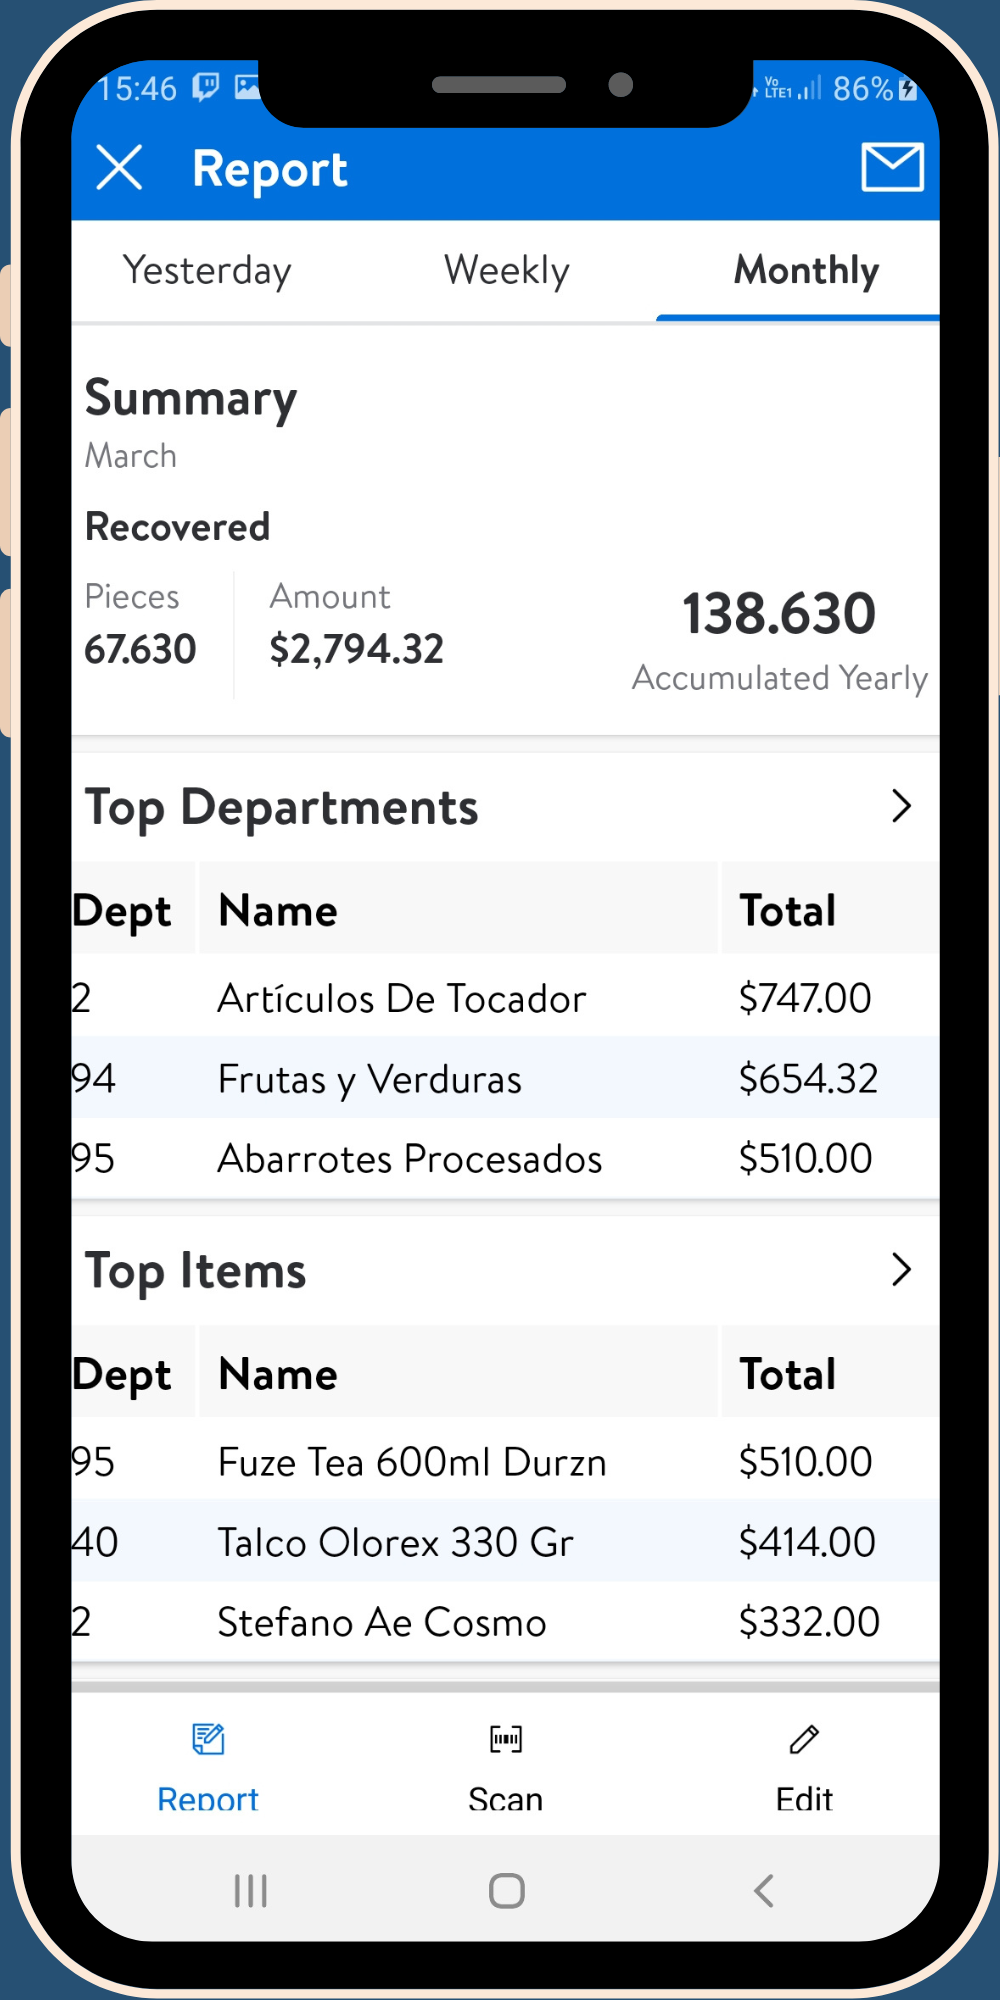 15:46 Vo LTE1 86%
Report
Yesterday Weekly Monthly
Summary
March
Recovered
Pieces Amount
67.630 $2,794.32 138.630
Accumulated Yearly
Top Departments
Dept Name Total
2 Artículos De Tocador $747.00
94 Frutas y Verduras $654.32
95 Abarrotes Procesados $510.00
Top Items
Dept Name Total
95 Fuze Tea 600ml Durzn $510.00
40 Talco Olorex 330 Gr $414.00
2 Stefano Ae Cosmo $332.00
Report Scan Edit